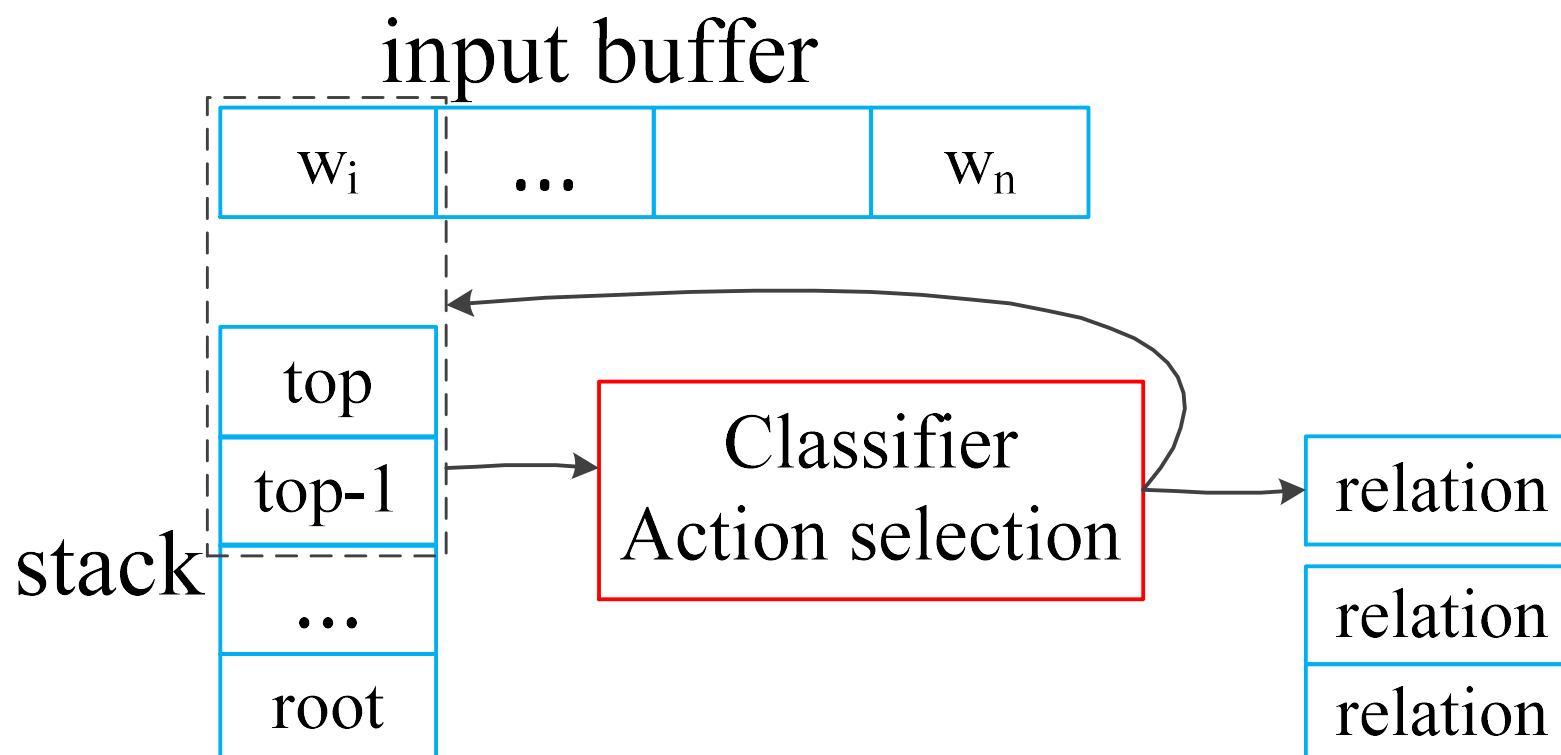 input buffer
wᵢ ... wₙ
top
top-1
stack
...
root
Classifier
Action selection
relation
relation
relation